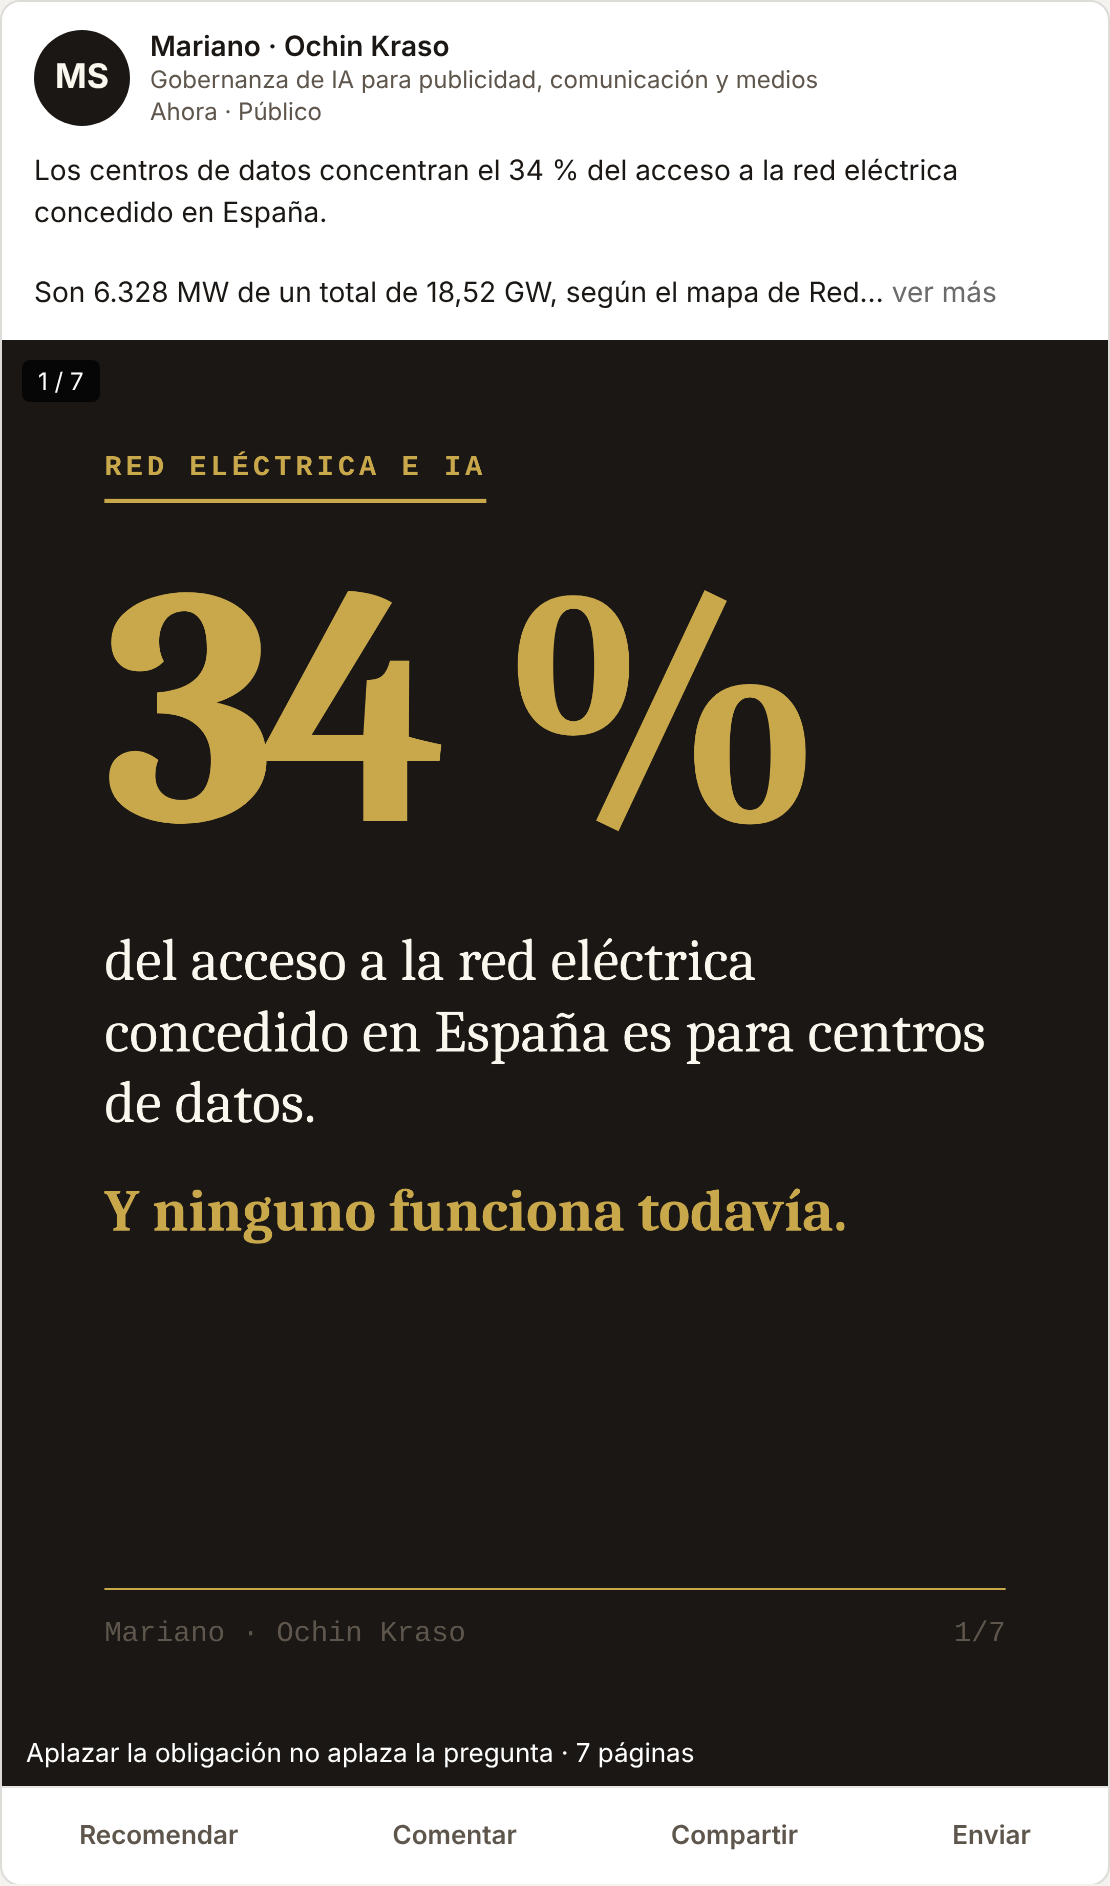 MS
Mariano · Ochin Kraso
Gobernanza de IA para publicidad, comunicación y medios
Ahora · Público
Los centros de datos concentran el 34 % del acceso a la red eléctrica
concedido en España.
Son 6.328 MW de un total de 18,52 GW, según el mapa de Red... ver más
1 / 7
RED ELÉCTRICA E IA
34 %
del acceso a la red eléctrica
concedido en España es para centros
de datos.
Y ninguno funciona todavía.
Mariano · Ochin Kraso 1/7
Aplazar la obligación no aplaza la pregunta · 7 páginas
Recomendar Comentar Compartir Enviar